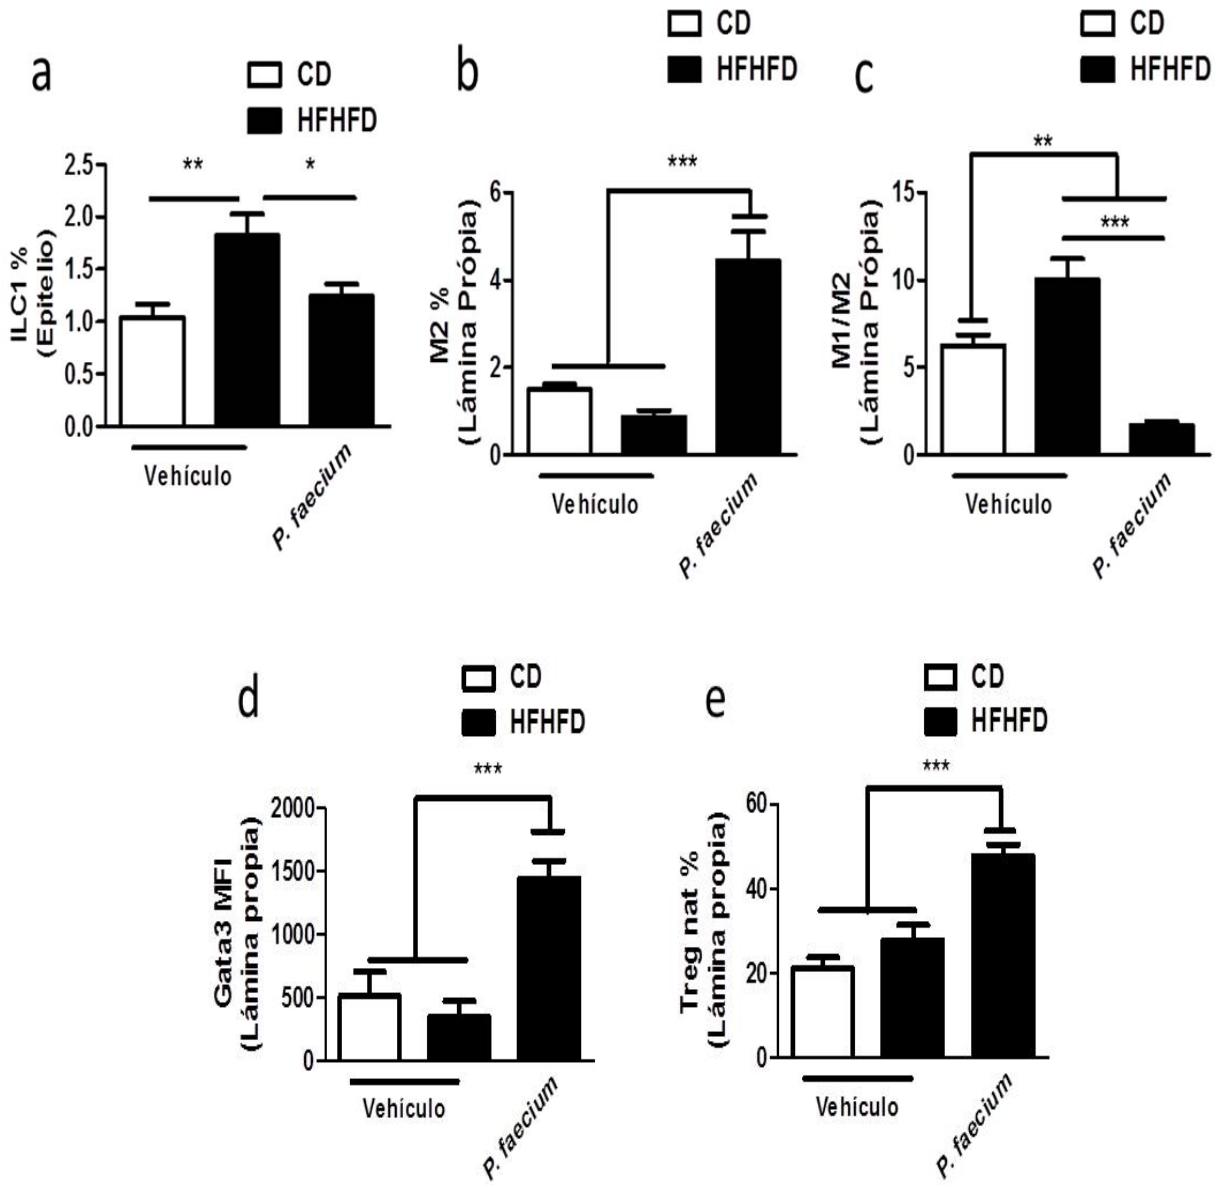 a
CD
HFHFD
** *
2.5
2.0
1.5
1.0
0.5
0.0
ILC1 %
(Epitelio)
Vehículo
P. faecium
b
CD
HFHFD
***
6
4
2
0
M2 %
(Lámina Própia)
Vehículo
P. faecium
c
CD
HFHFD
**
***
15
10
5
0
M1/M2
(Lámina Própia)
Vehículo
P. faecium
d
CD
HFHFD
***
2000
1500
1000
500
0
Gata3 MFI
(Lámina propia)
Vehículo
P. faecium
e
CD
HFHFD
***
60
40
20
0
Treg nat %
(Lámina propia)
Vehículo
P. faecium